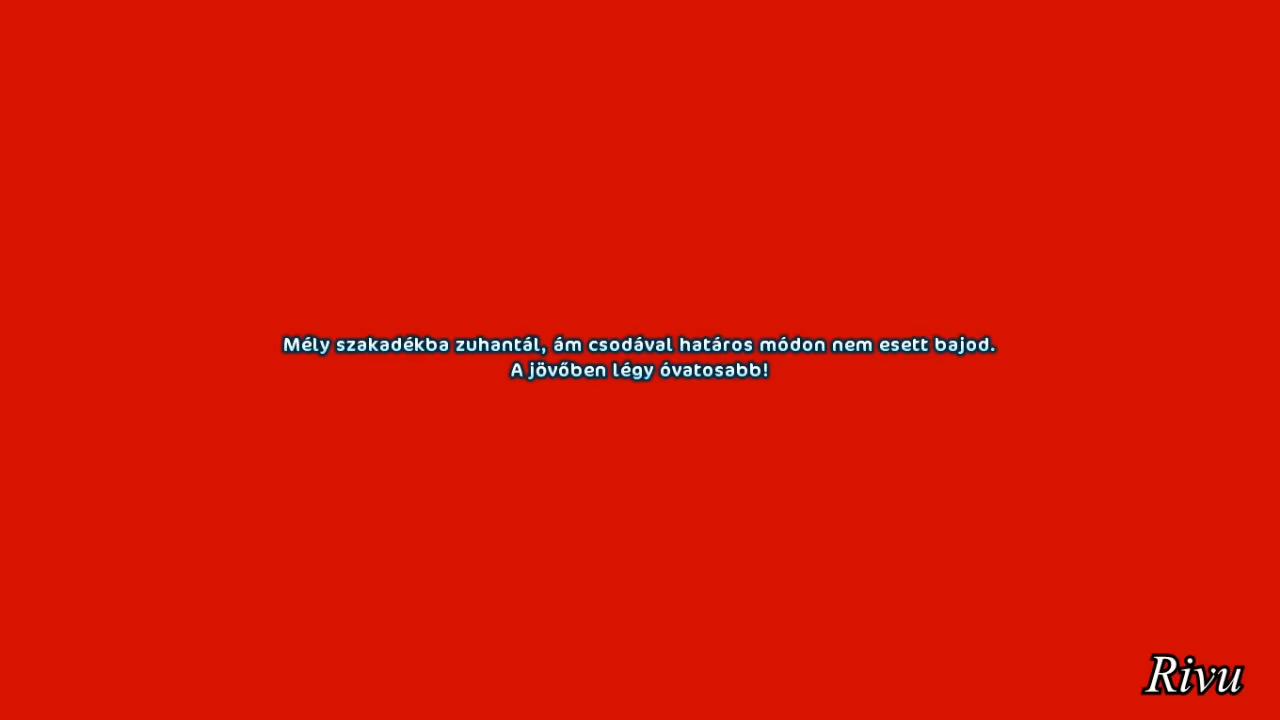 Mély szakadékba zuhantál, ám csodával határos módon nem esett bajod.
A jövőben légy óvatosabb!
Rivu